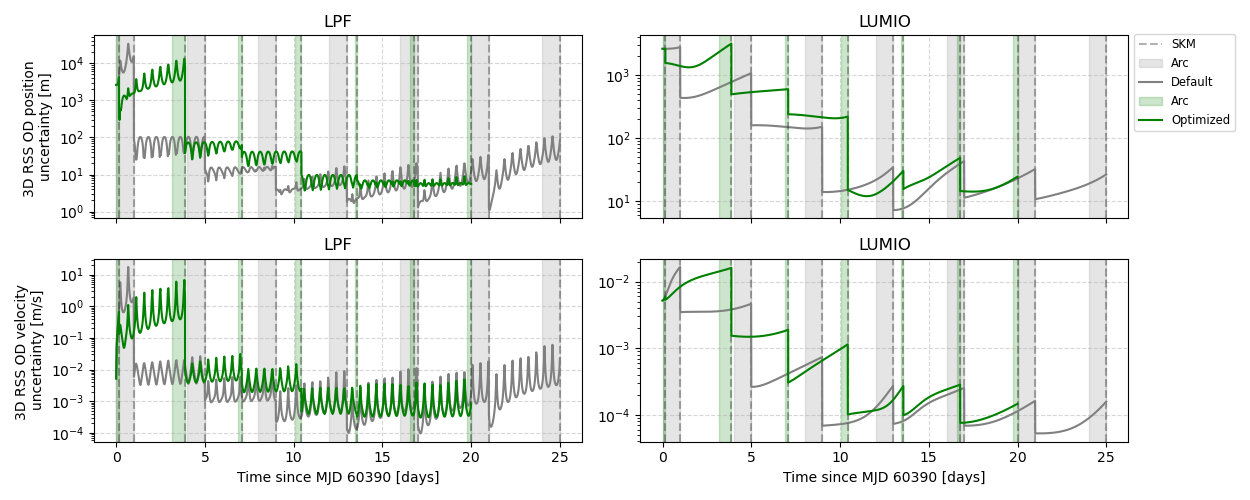 LPF
LUMIO
3D RSS OD position
uncertainty [m]
10⁴
10³
10²
10¹
10⁰
10³
10²
10¹
SKM
Arc
Default
Arc
Optimized
LPF
LUMIO
3D RSS OD velocity
uncertainty [m/s]
10¹
10⁰
10⁻¹
10⁻²
10⁻³
10⁻⁴
10⁻²
10⁻³
10⁻⁴
0 5 10 15 20 25
0 5 10 15 20 25
Time since MJD 60390 [days]
Time since MJD 60390 [days]